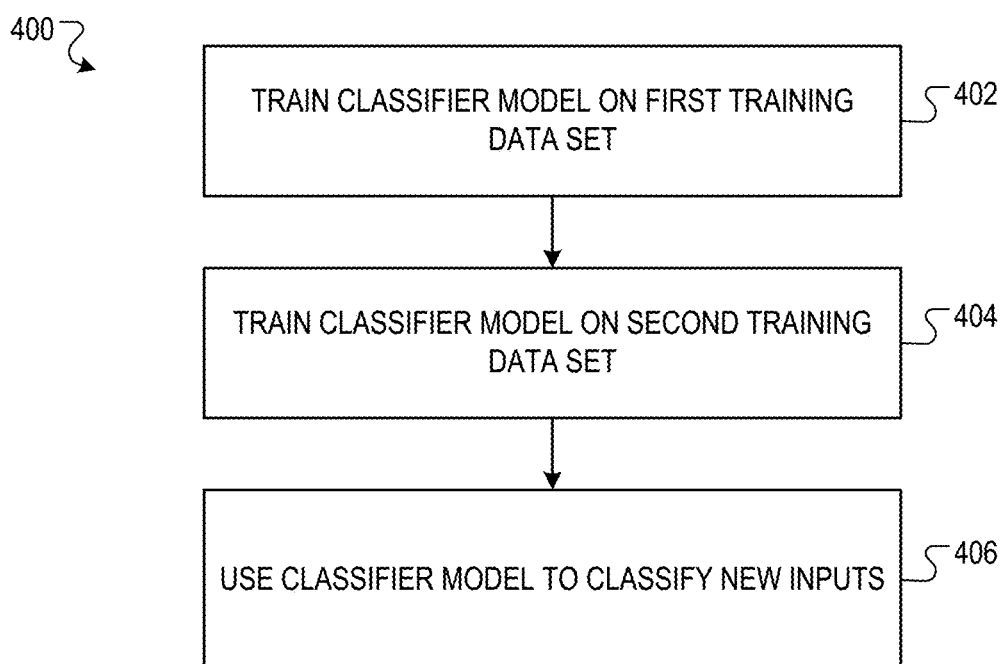 400
TRAIN CLASSIFIER MODEL ON FIRST TRAINING
DATA SET
402
TRAIN CLASSIFIER MODEL ON SECOND TRAINING
DATA SET
404
USE CLASSIFIER MODEL TO CLASSIFY NEW INPUTS
406